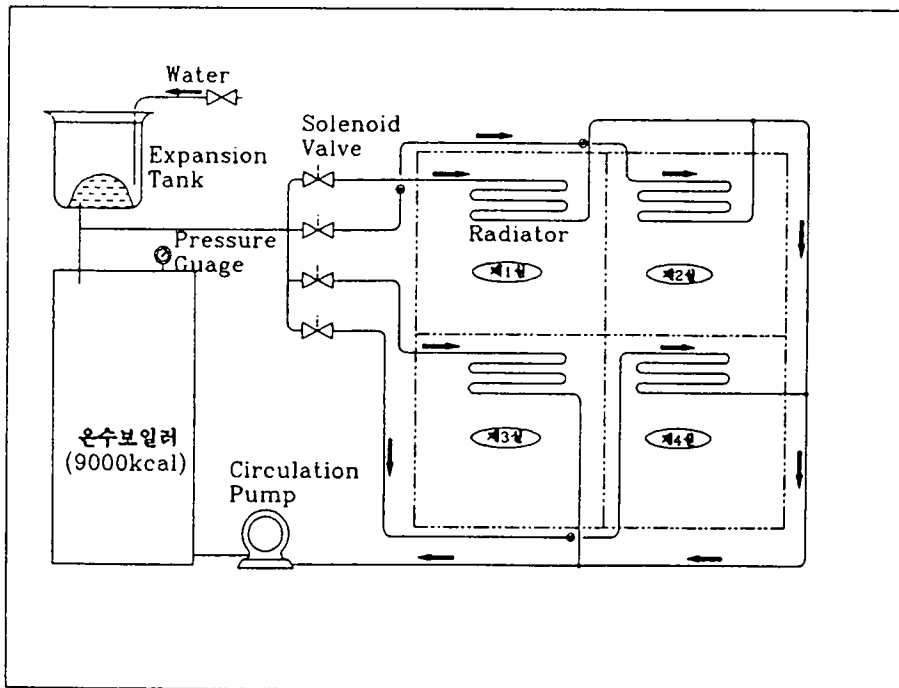 Water
Solenoid
Valve
Expansion
Tank
Pressure
Guage
Radiator
제1실
제2실
온수보일러
(9000kcal)
제3실
제4실
Circulation
Pump